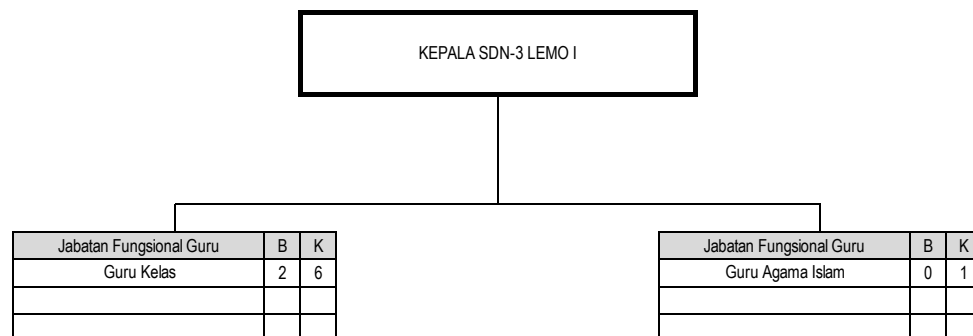 KEPALA SDN-3 LEMO I
Jabatan Fungsional Guru B K
Guru Kelas 2 6
Jabatan Fungsional Guru B K
Guru Agama Islam 0 1